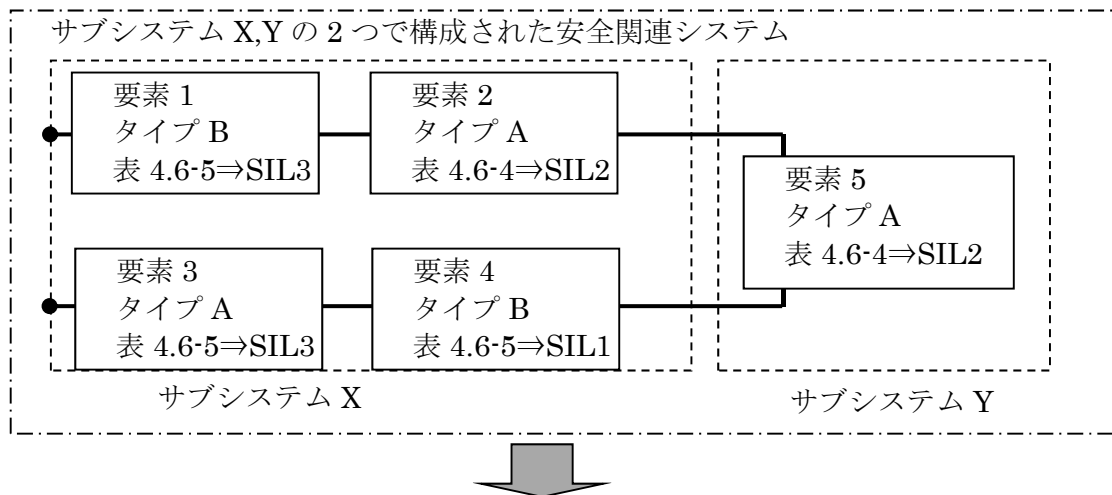 サブシステム X,Y の 2 つで構成された安全関連システム
要素 1
タイプ B
表 4.6-5⇒SIL3
要素 2
タイプ A
表 4.6-4⇒SIL2
要素 5
タイプ A
表 4.6-4⇒SIL2
要素 3
タイプ A
表 4.6-5⇒SIL3
要素 4
タイプ B
表 4.6-5⇒SIL1
サブシステム X
サブシステム Y